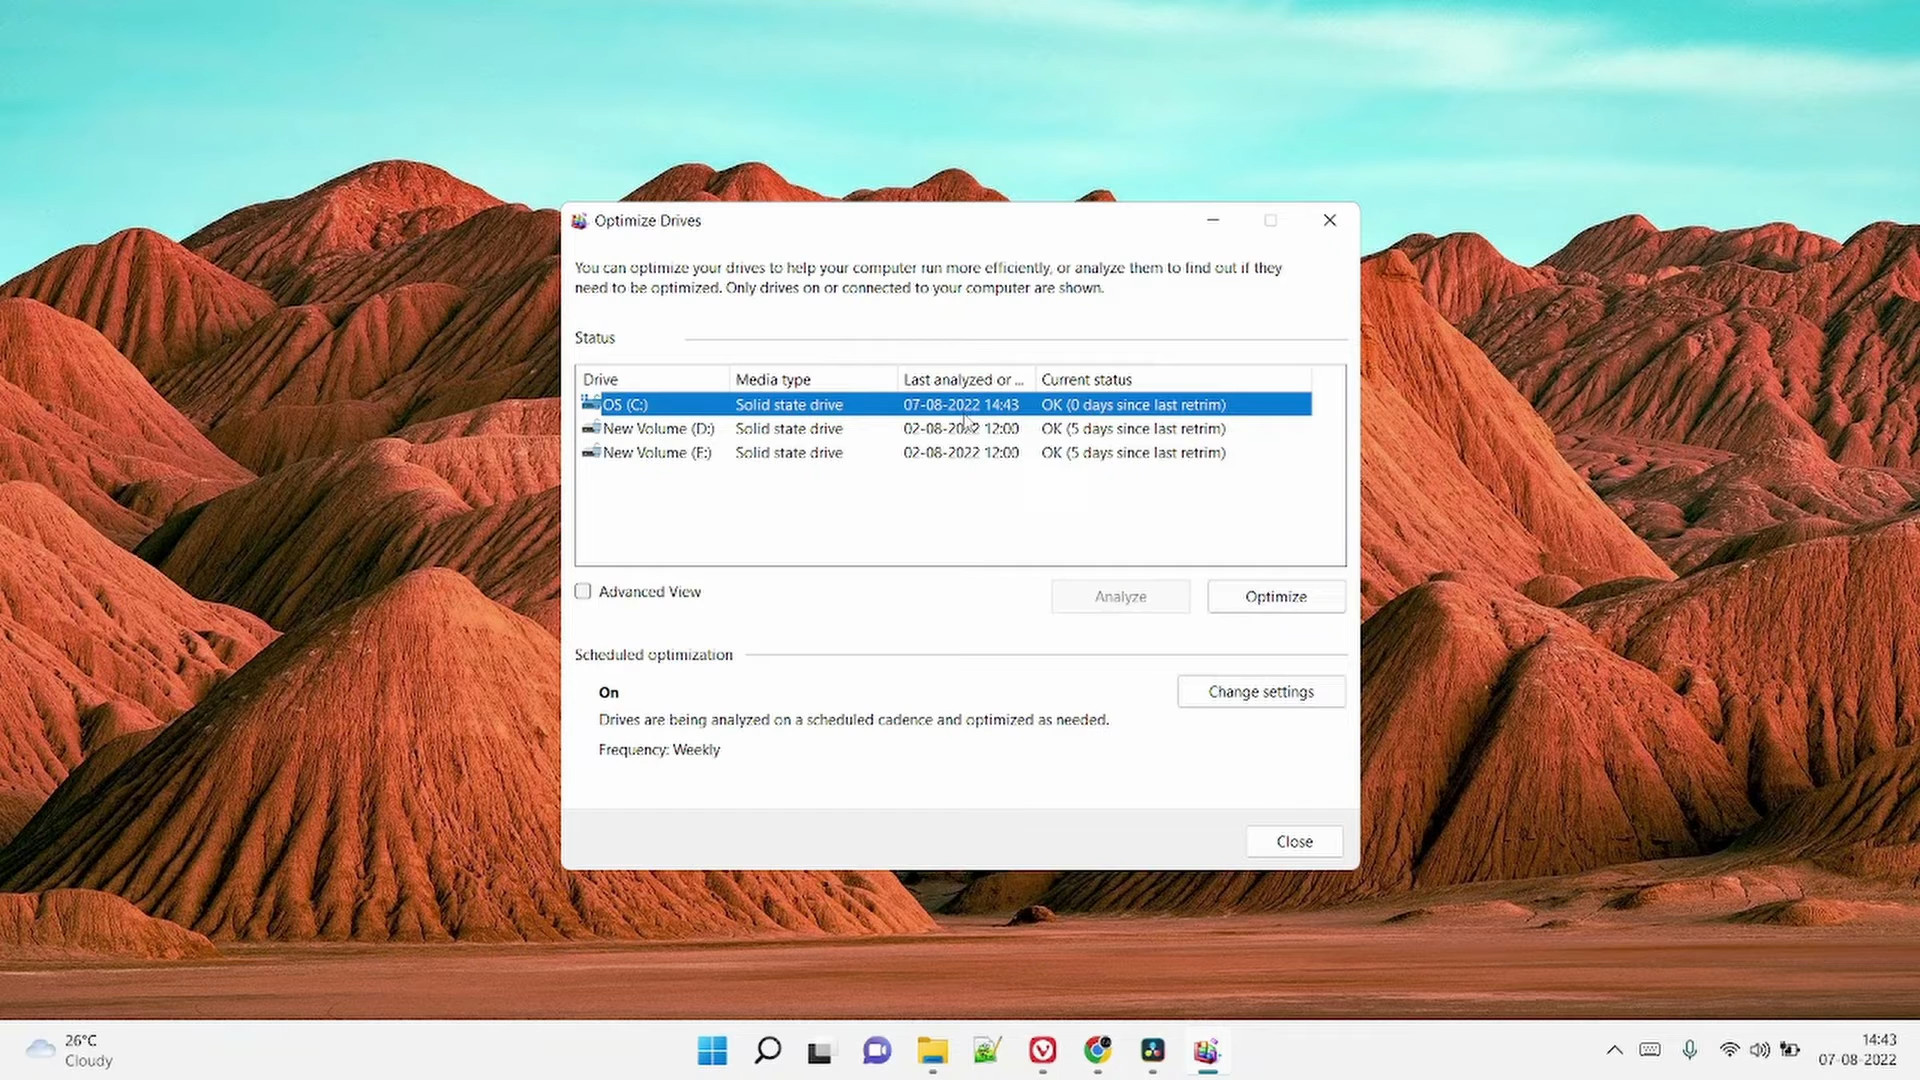 Optimize Drives
You can optimize your drives to help your computer run more efficiently, or analyze them to find out if they
need to be optimized. Only drives on or connected to your computer are shown.
Status
Drive Media type Last analyzed or ... Current status
OS (C:) Solid state drive 07-08-2022 14:43 OK (0 days since last retrim)
New Volume (D:) Solid state drive 02-08-2022 12:00 OK (5 days since last retrim)
New Volume (E:) Solid state drive 02-08-2022 12:00 OK (5 days since last retrim)
Advanced View Analyze Optimize
Scheduled optimization
On Change settings
Drives are being analyzed on a scheduled cadence and optimized as needed.
Frequency: Weekly
Close
26°C
Cloudy
14:43
07-08-2022